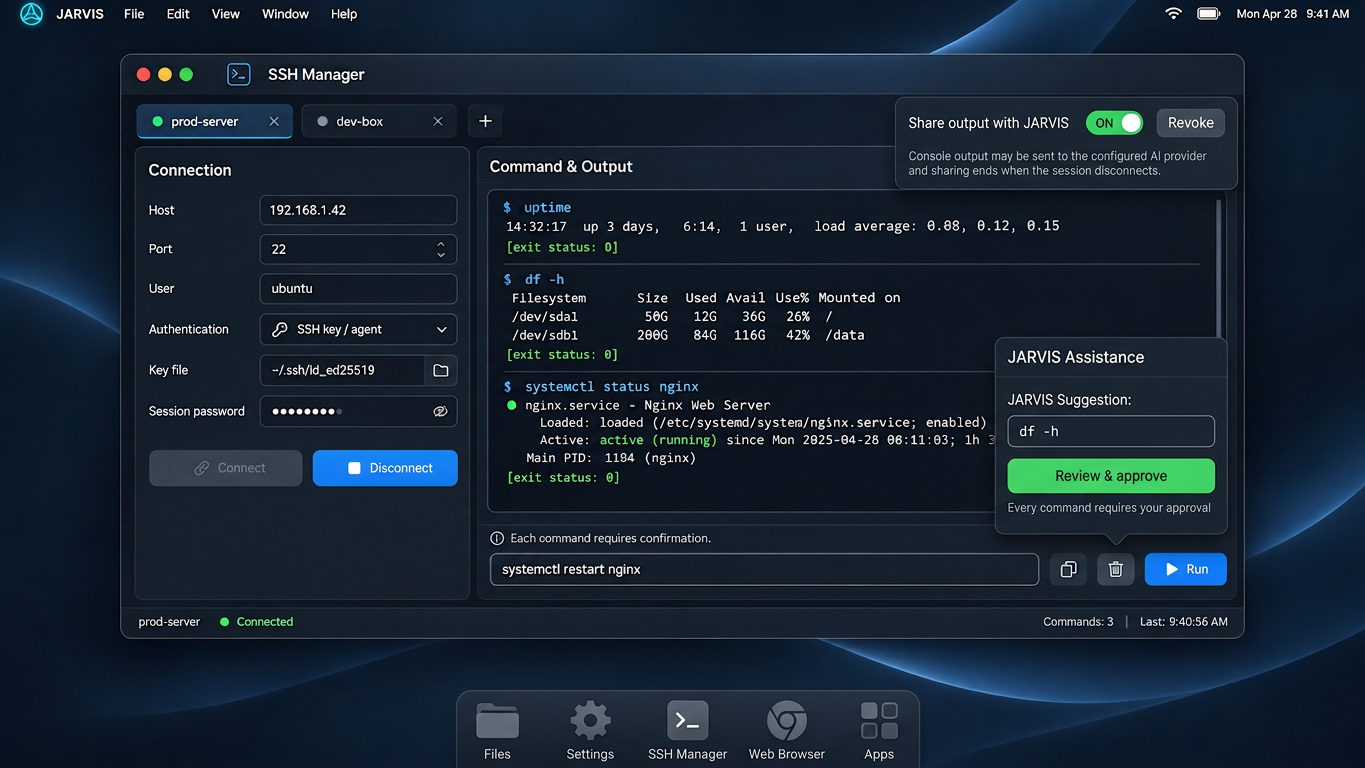 JARVIS File Edit View Window Help
Mon Apr 28 9:41 AM
SSH Manager
prod-server
dev-box
Share output with JARVIS ON Revoke
Console output may be sent to the configured AI provider
and sharing ends when the session disconnects.
Connection
Host 192.168.1.42
Port 22
User ubuntu
Authentication SSH key / agent
Key file ~/.ssh/id_ed25519
Session password
Connect Disconnect
Command & Output
$ uptime
14:32:17 up 3 days, 6:14, 1 user, load average: 0.08, 0.12, 0.15
[exit status: 0]
$ df -h
Filesystem Size Used Avail Use% Mounted on
/dev/sda1 50G 12G 36G 26% /
/dev/sdb1 200G 84G 116G 42% /data
[exit status: 0]
$ systemctl status nginx
nginx.service - Nginx Web Server
Loaded: loaded (/etc/systemd/system/nginx.service; enabled)
Active: active (running) since Mon 2025-04-28 08:11:03; 1h 3
Main PID: 1184 (nginx)
[exit status: 0]
JARVIS Assistance
JARVIS Suggestion:
df -h
Review & approve
Every command requires your approval
Each command requires confirmation.
systemctl restart nginx
Run
prod-server Connected
Commands: 3 | Last: 9:40:56 AM
Files Settings SSH Manager Web Browser Apps